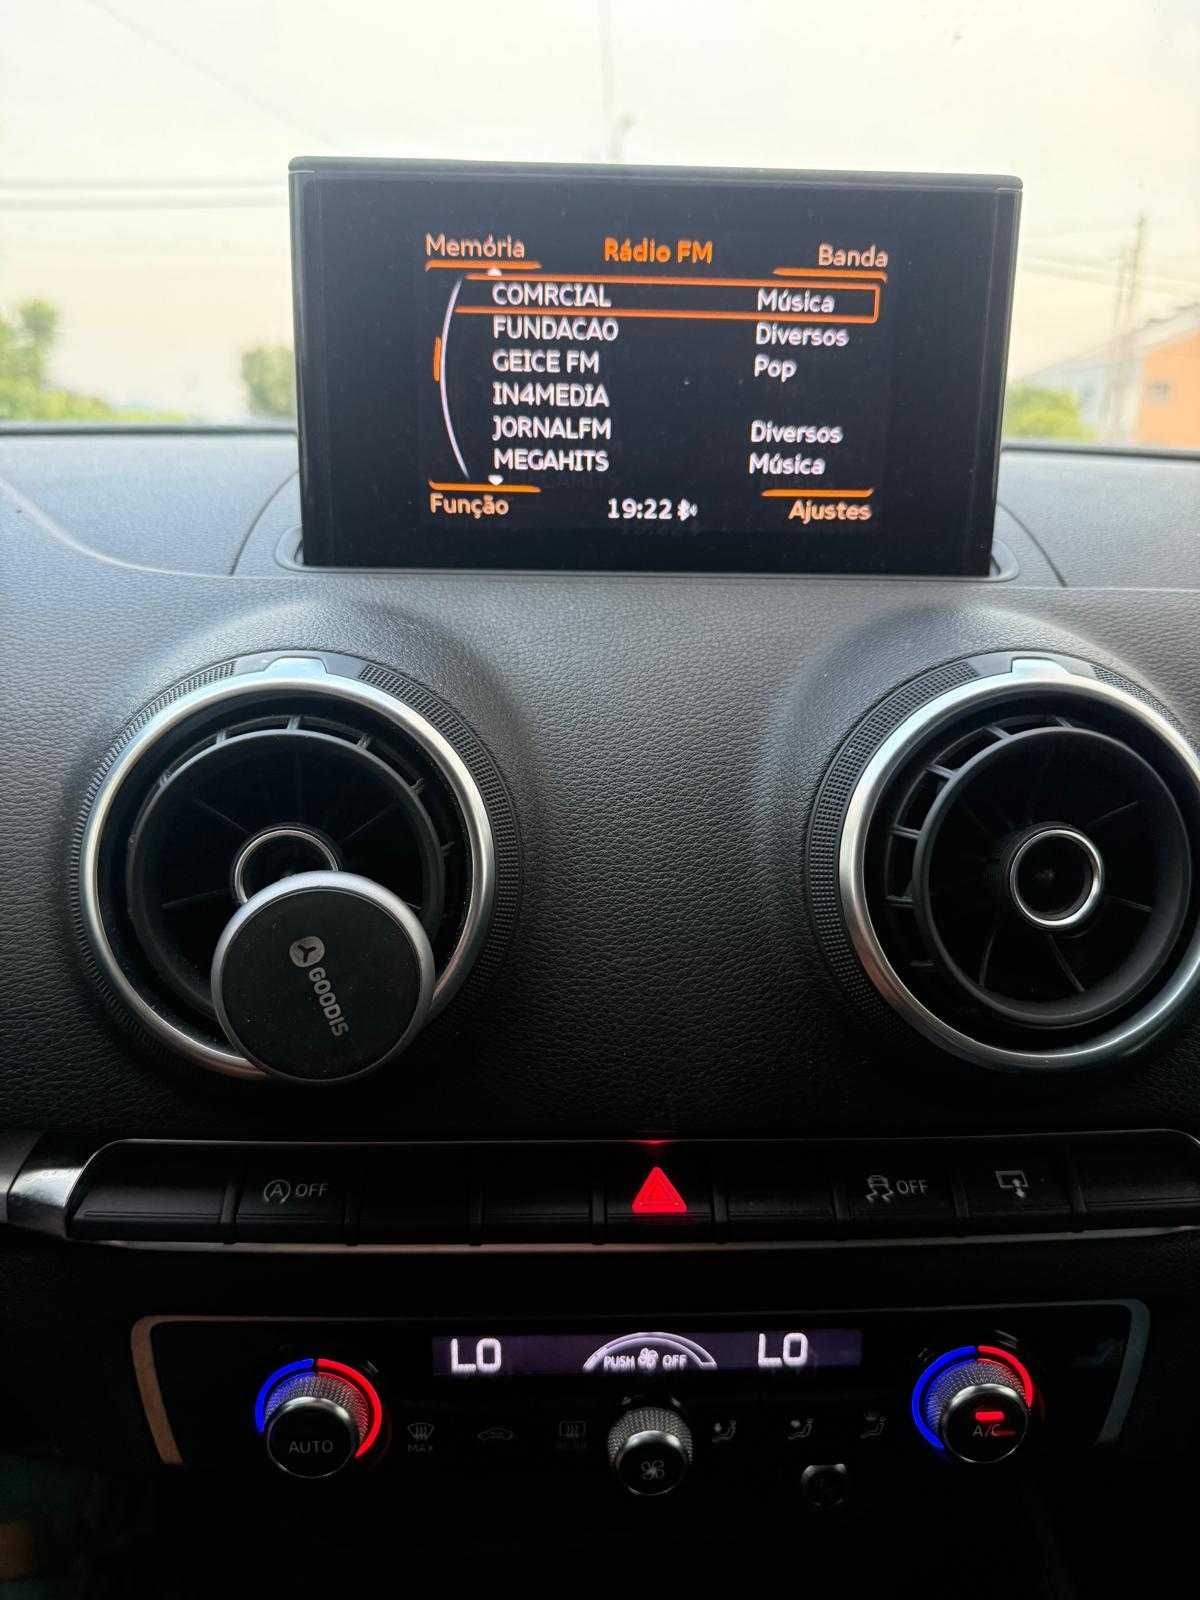 Memória Rádio FM Banda
COMRCIAL Música
FUNDACAO Diversos
GEICE FM Pop
IN4MEDIA
JORNALFM Diversos
MEGAHITS Música
Função 19:22 Ajustes
GOODIS
A OFF
OFF
LO PUSH OFF LO
AUTO
MAX
A/C